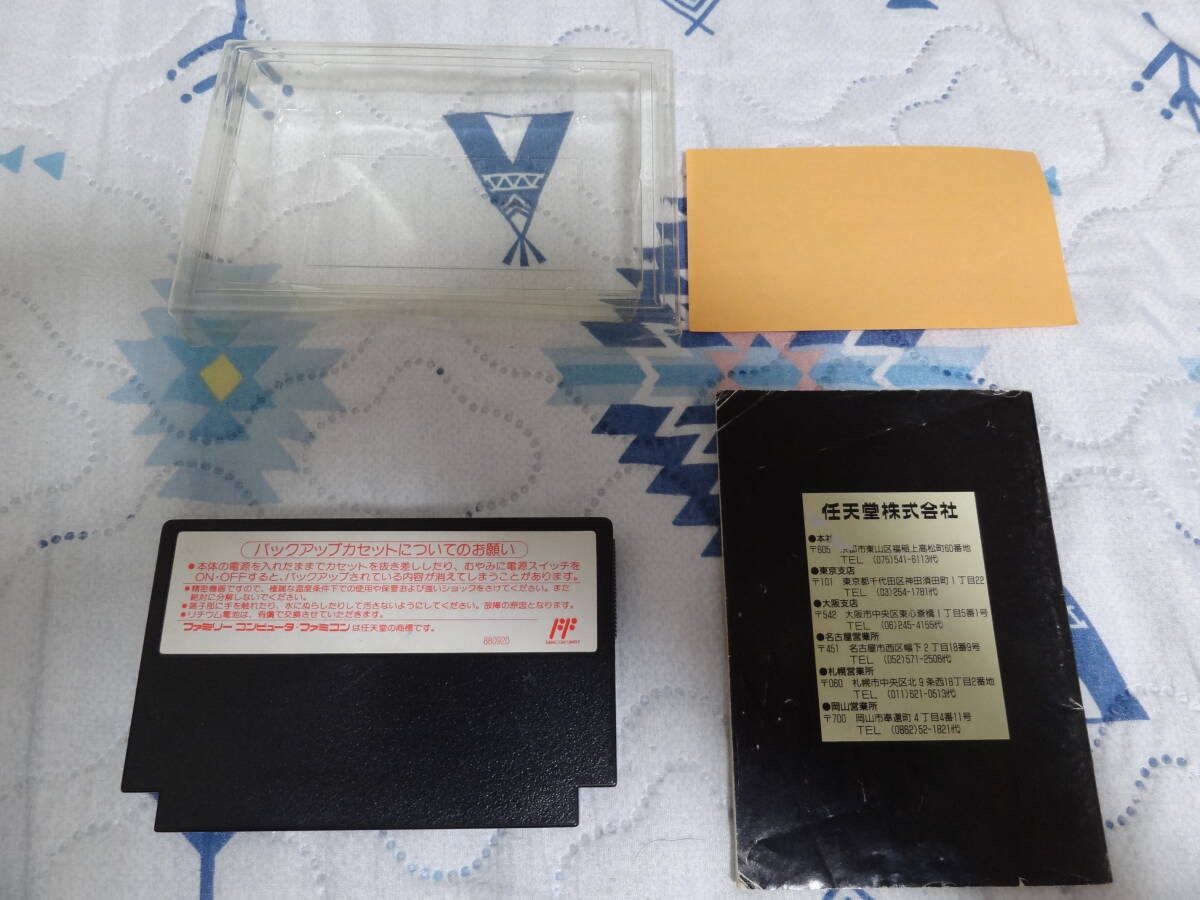 バックアップカセットについてのお願い
●本体の電源を入れたままでカセットを抜き差ししたり、むやみに電源スイッチを
ON・OFFすると、バックアップされている内容が消えてしまうことがあります。
●精密機器ですので、極端な温度条件下での使用や保管および強いショックをさけてください。また
絶対に分解しないでください。
●端子部に手を触れたり、水にぬらしたりして汚さないようにしてください。故障の原因となります。
●リチウム電池は、有償で交換させていただきます。
ファミリーコンピュータ・ファミコンは任天堂の商標です。
880920
FF
任天堂株式会社
●本社
〒605 都市東山区福稲上高松町60番地
TEL (075)541-6113代
●東京支店
〒101 東京都千代田区神田須田町1丁目22
TEL (03)254-1781代
●大阪支店
〒542 大阪市中央区東心斎橋1丁目5番1号
TEL (06)245-4155代
●名古屋営業所
〒451 名古屋市西区幅下2丁目18番9号
TEL (052)571-2506代
●札幌営業所
〒060 札幌市中央区北9条西18丁目2番地
TEL (011)621-0513代
●岡山営業所
〒700 岡山市奉還町4丁目4番11号
TEL (0862)52-1821代